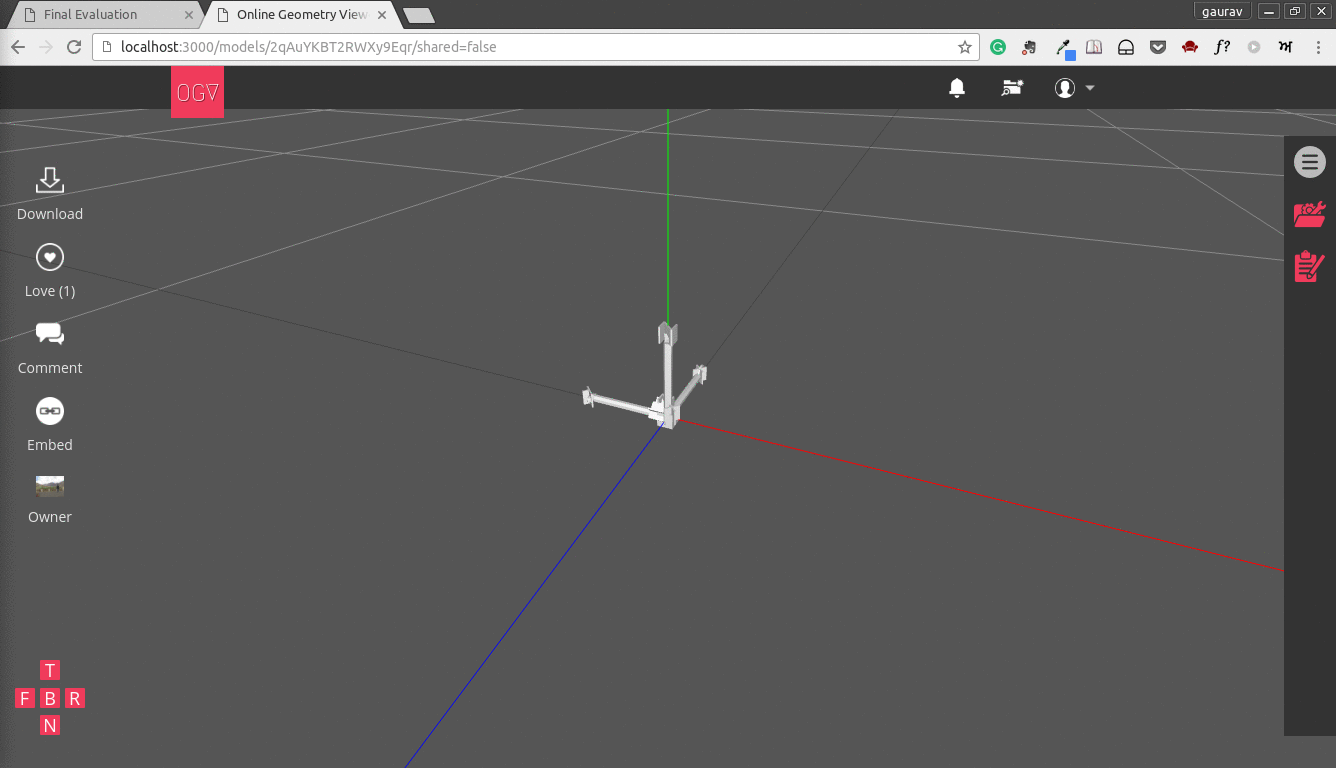 Final Evaluation
Online Geometry View
gaurav
localhost:3000/models/2qAuYKBT2RWXy9Eqr/shared=false
f?
OGV
Download
Love (1)
Comment
Embed
Owner
T
F B R
N